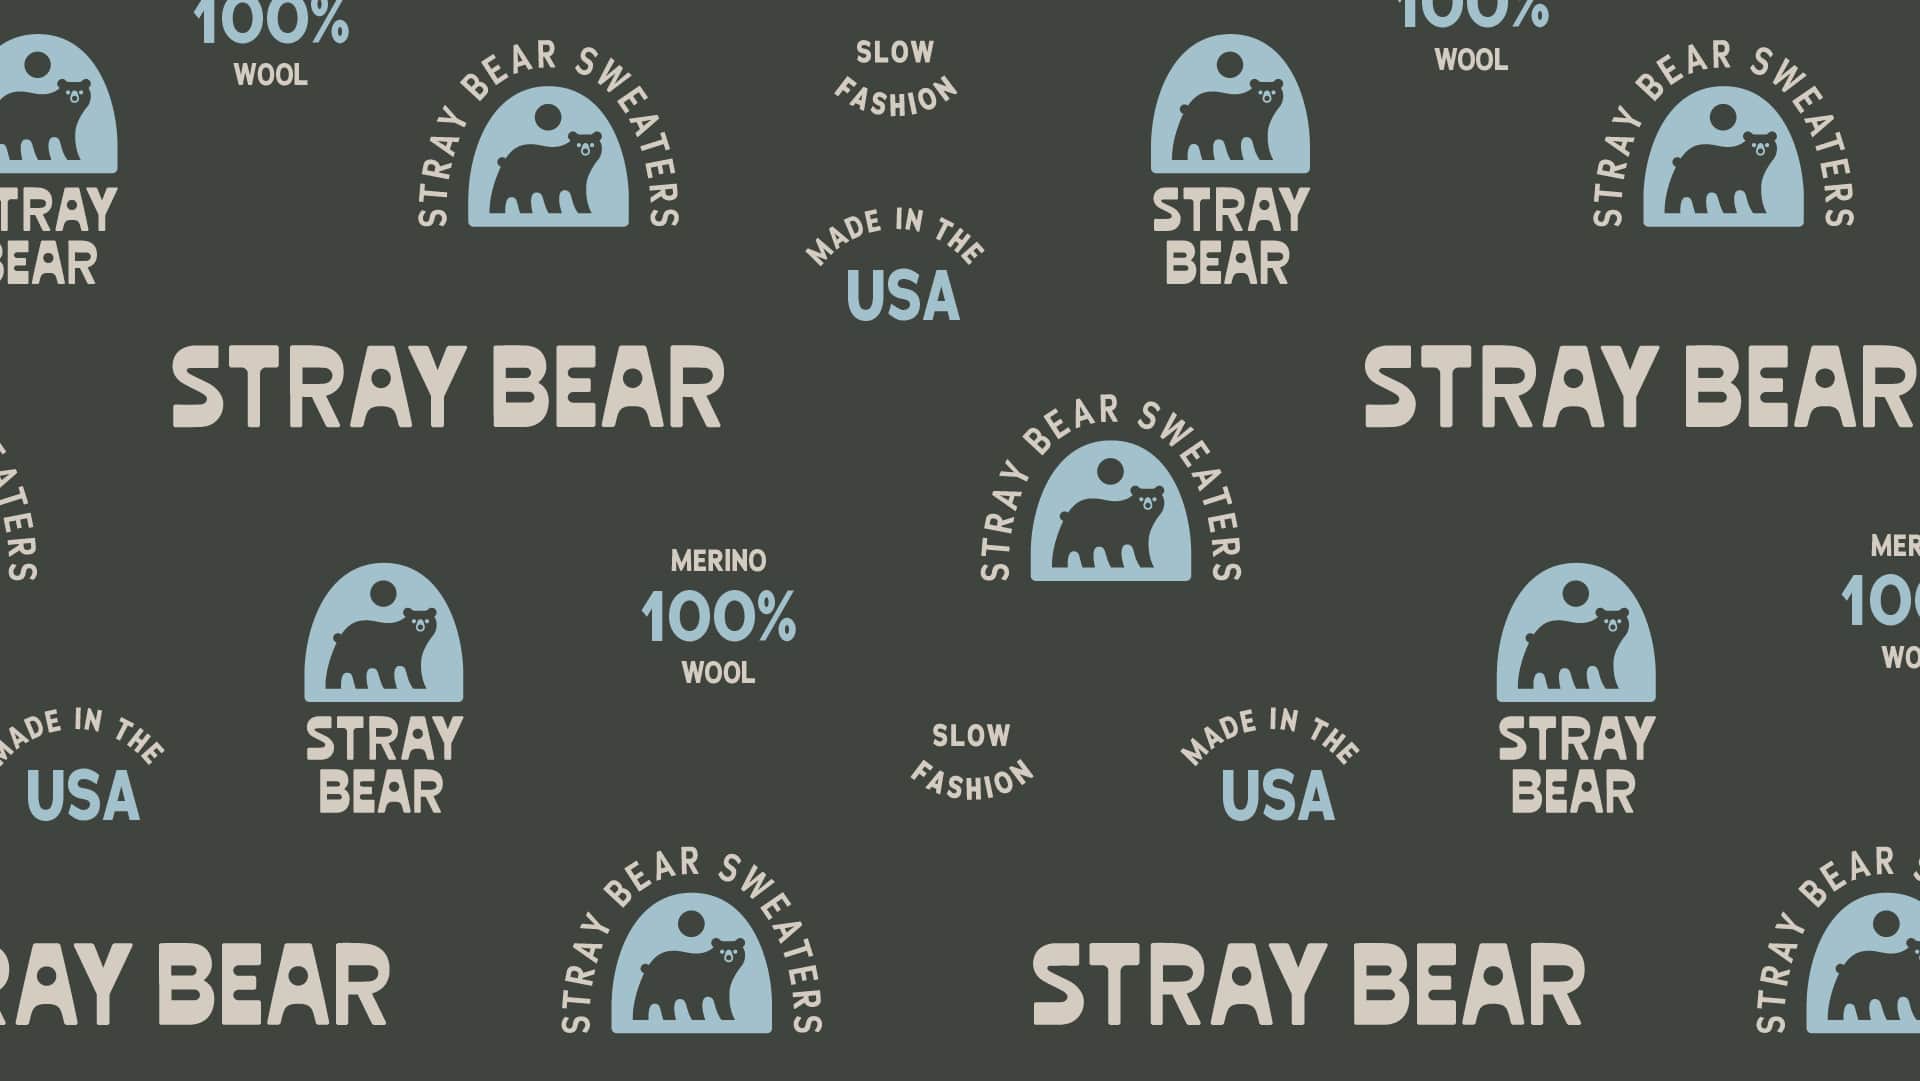 100%
WOOL
STRAY BEAR SWEATERS
SLOW
FASHION
STRAY
BEAR
100%
WOOL
STRAY BEAR SWEATERS
TRAY
BEAR
MADE IN THE
USA
STRAY BEAR
STRAY BEAR
STRAY BEAR SWEATERS
ATERS
STRAY
BEAR
MERINO
100%
WOOL
STRAY
BEAR
MER
100
WO
MADE IN THE
USA
SLOW
FASHION
MADE IN THE
USA
RAY BEAR
STRAY BEAR SWEATERS
STRAY BEAR
STRAY BEAR S